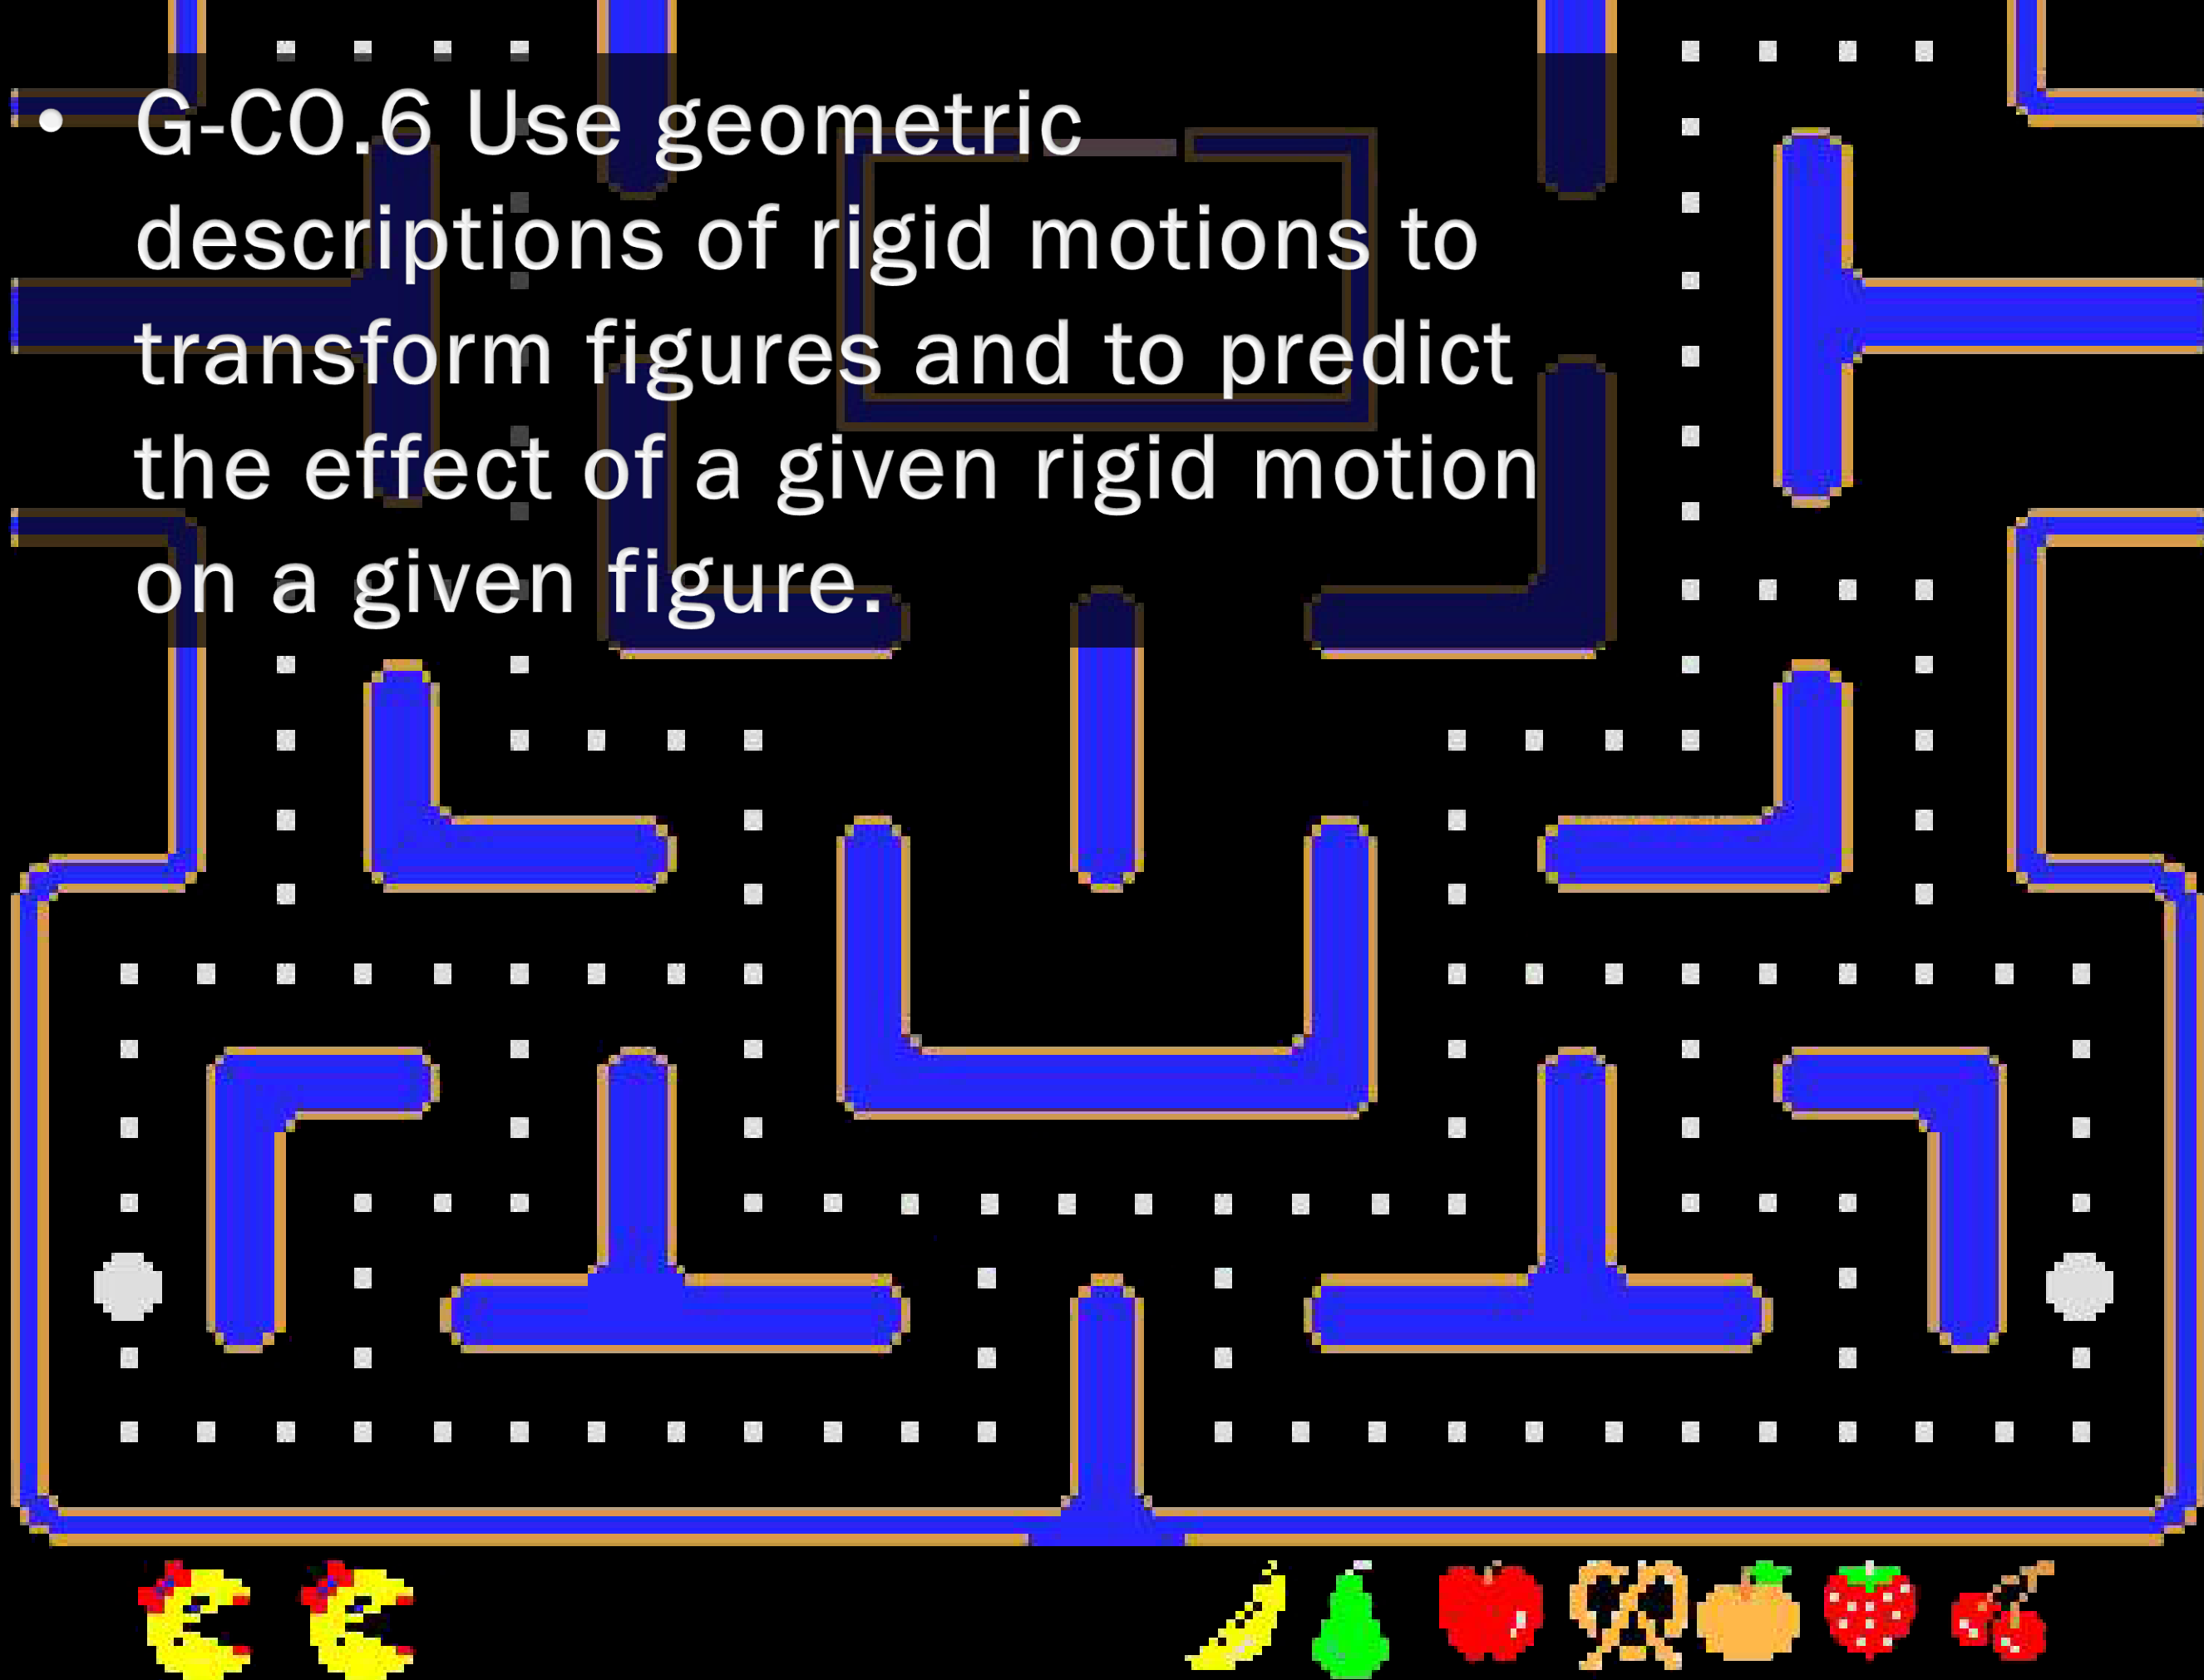 • G-CO.6 Use geometric
descriptions of rigid motions to
transform figures and to predict
the effect of a given rigid motion
on a given figure.